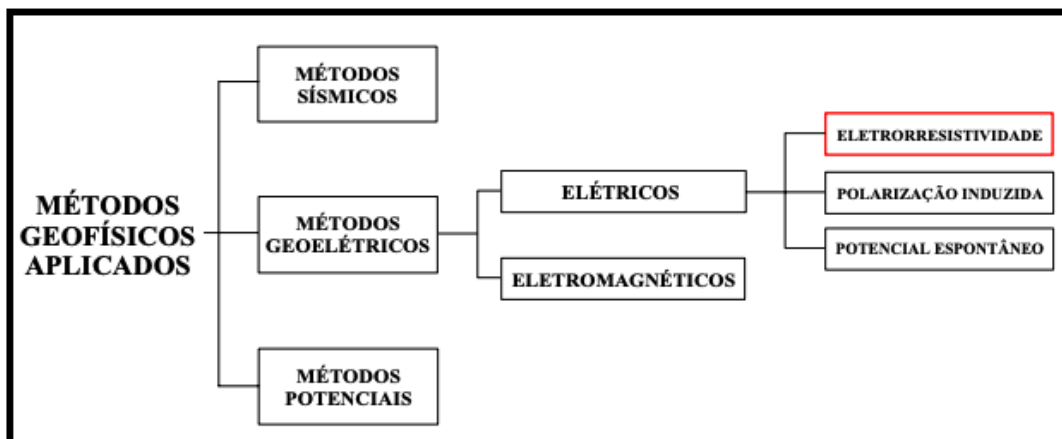 MÉTODOS
GEOFÍSICOS
APLICADOS
MÉTODOS
SÍSMICOS
MÉTODOS
GEOELÉTRICOS
MÉTODOS
POTENCIAIS
ELÉTRICOS
ELETROMAGNÉTICOS
ELETRORRESISTIVIDADE
POLARIZAÇÃO INDUZIDA
POTENCIAL ESPONTÂNEO